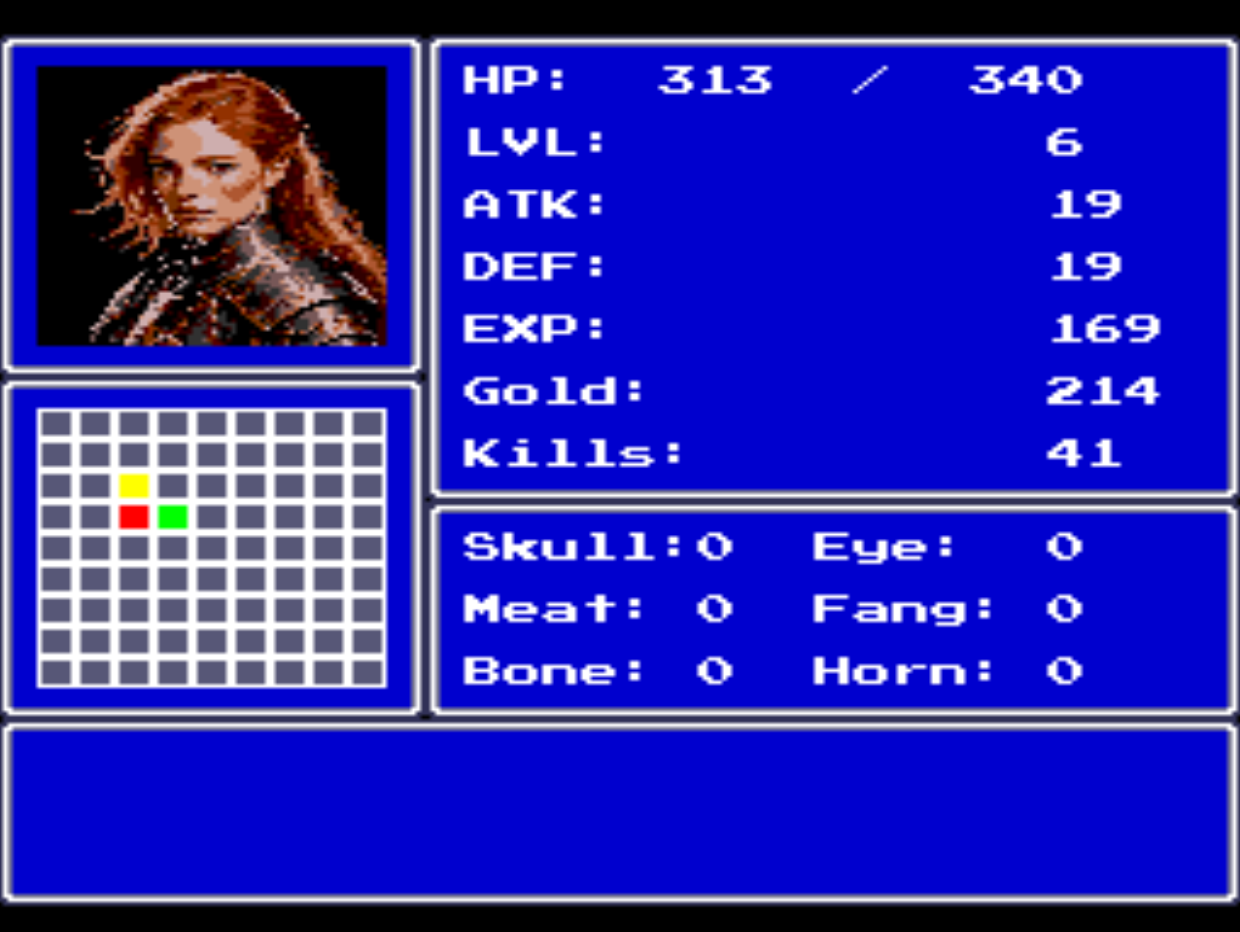 HP: 313 / 340
LVL: 6
ATK: 19
DEF: 19
EXP: 169
Gold: 214
Kills: 41
Skull:0 Eye: 0
Meat: 0 Fang: 0
Bone: 0 Horn: 0